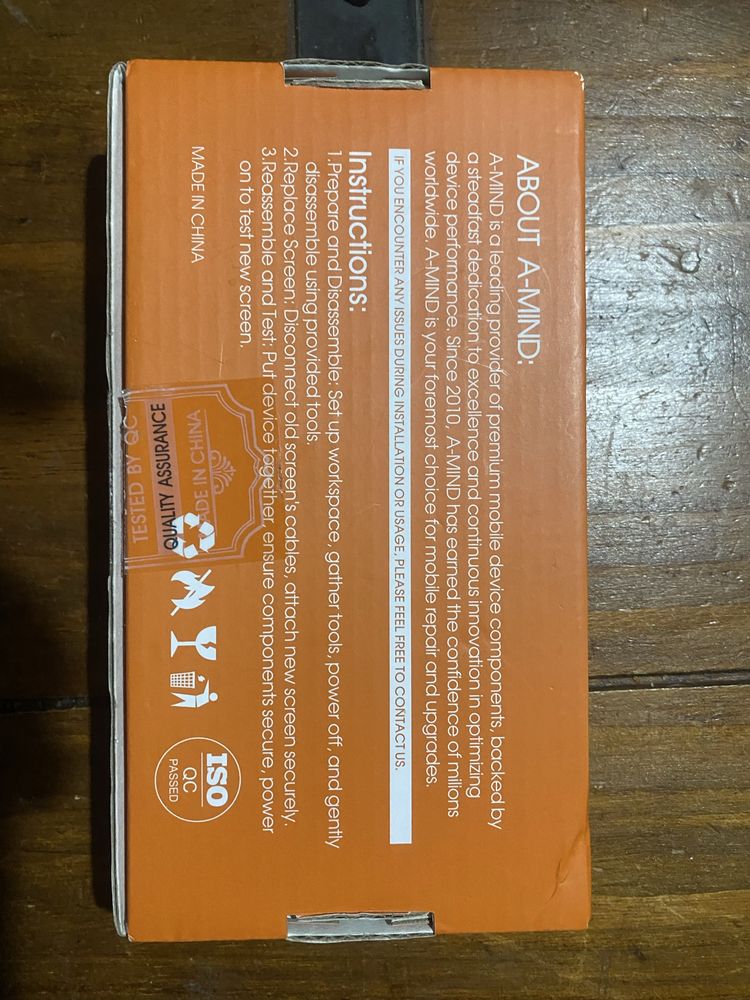 ABOUT A-MIND:
A-MIND is a leading provider of premium mobile device components, backed by
a steadfast dedication to excellence and continuous innovation in optimizing
device performance. Since 2010, A-MIND has earned the confidence of millions
worldwide. A-MIND is your foremost choice for mobile repair and upgrades.
IF YOU ENCOUNTER ANY ISSUES DURING INSTALLATION OR USAGE, PLEASE FEEL FREE TO CONTACT US.
Instructions:
1.Prepare and Disassemble: Set up workspace, gather tools, power off, and gently
disassemble using provided tools.
2.Replace Screen: Disconnect old screen's cables, attach new screen securely.
3.Reassemble and Test: Put device together, ensure components secure, power
on to test new screen.
MADE IN CHINA
MADE IN CHINA
QUALITY ASSURANCE
TESTED BY QC
ISO
QC
PASSED